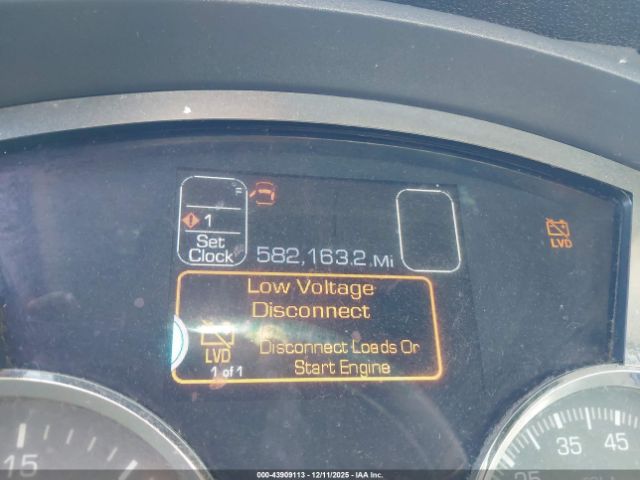 °F
1
Set
Clock
582,163.2 Mi
LVD
Low Voltage
Disconnect
LVD
Disconnect Loads Or
Start Engine
1 of 1
15
35
45
000-43909113 - 12/11/2025 - IAAI, Inc.